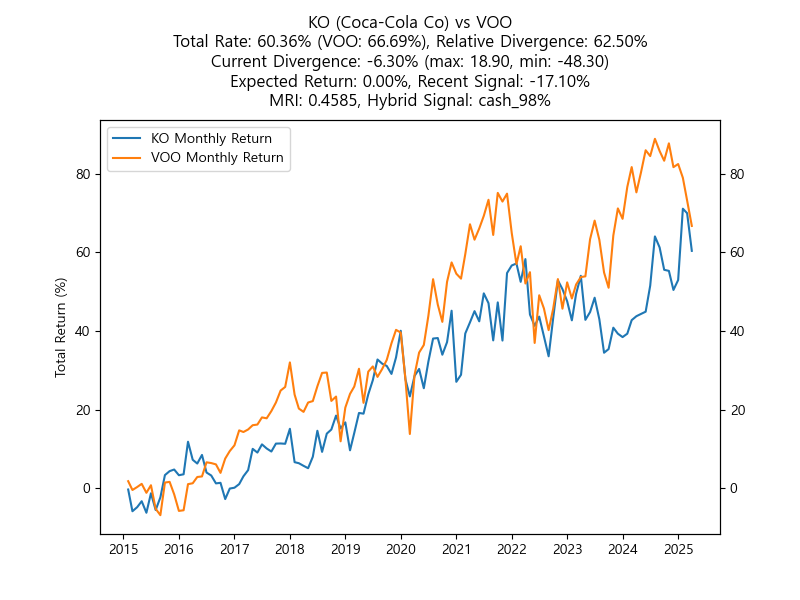 KO (Coca-Cola Co) vs VOO
Total Rate: 60.36% (VOO: 66.69%), Relative Divergence: 62.50%
Current Divergence: -6.30% (max: 18.90, min: -48.30)
Expected Return: 0.00%, Recent Signal: -17.10%
MRI: 0.4585, Hybrid Signal: cash_98%
KO Monthly Return
VOO Monthly Return
Total Return (%)
80
60
40
20
0
80
60
40
20
0
2015 2016 2017 2018 2019 2020 2021 2022 2023 2024 2025